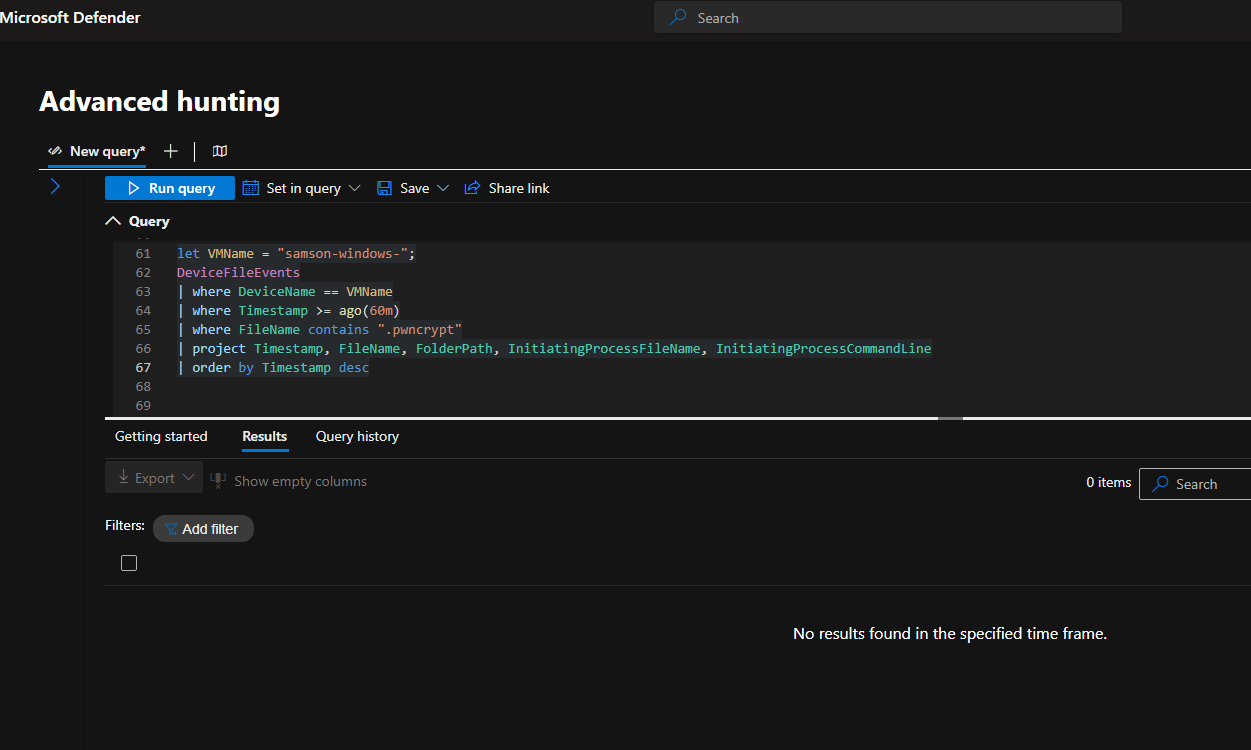 Microsoft Defender
Search
Advanced hunting
New query*
Run query
Set in query
Save
Share link
Query
61 let VMName = "samson-windows-";
62 DeviceFileEvents
63 | where DeviceName == VMName
64 | where Timestamp >= ago(60m)
65 | where FileName contains ".pwncrypt"
66 | project Timestamp, FileName, FolderPath, InitiatingProcessFileName, InitiatingProcessCommandLine
67 | order by Timestamp desc
68
69
Getting started Results Query history
Export Show empty columns
0 items Search
Filters: Add filter
No results found in the specified time frame.